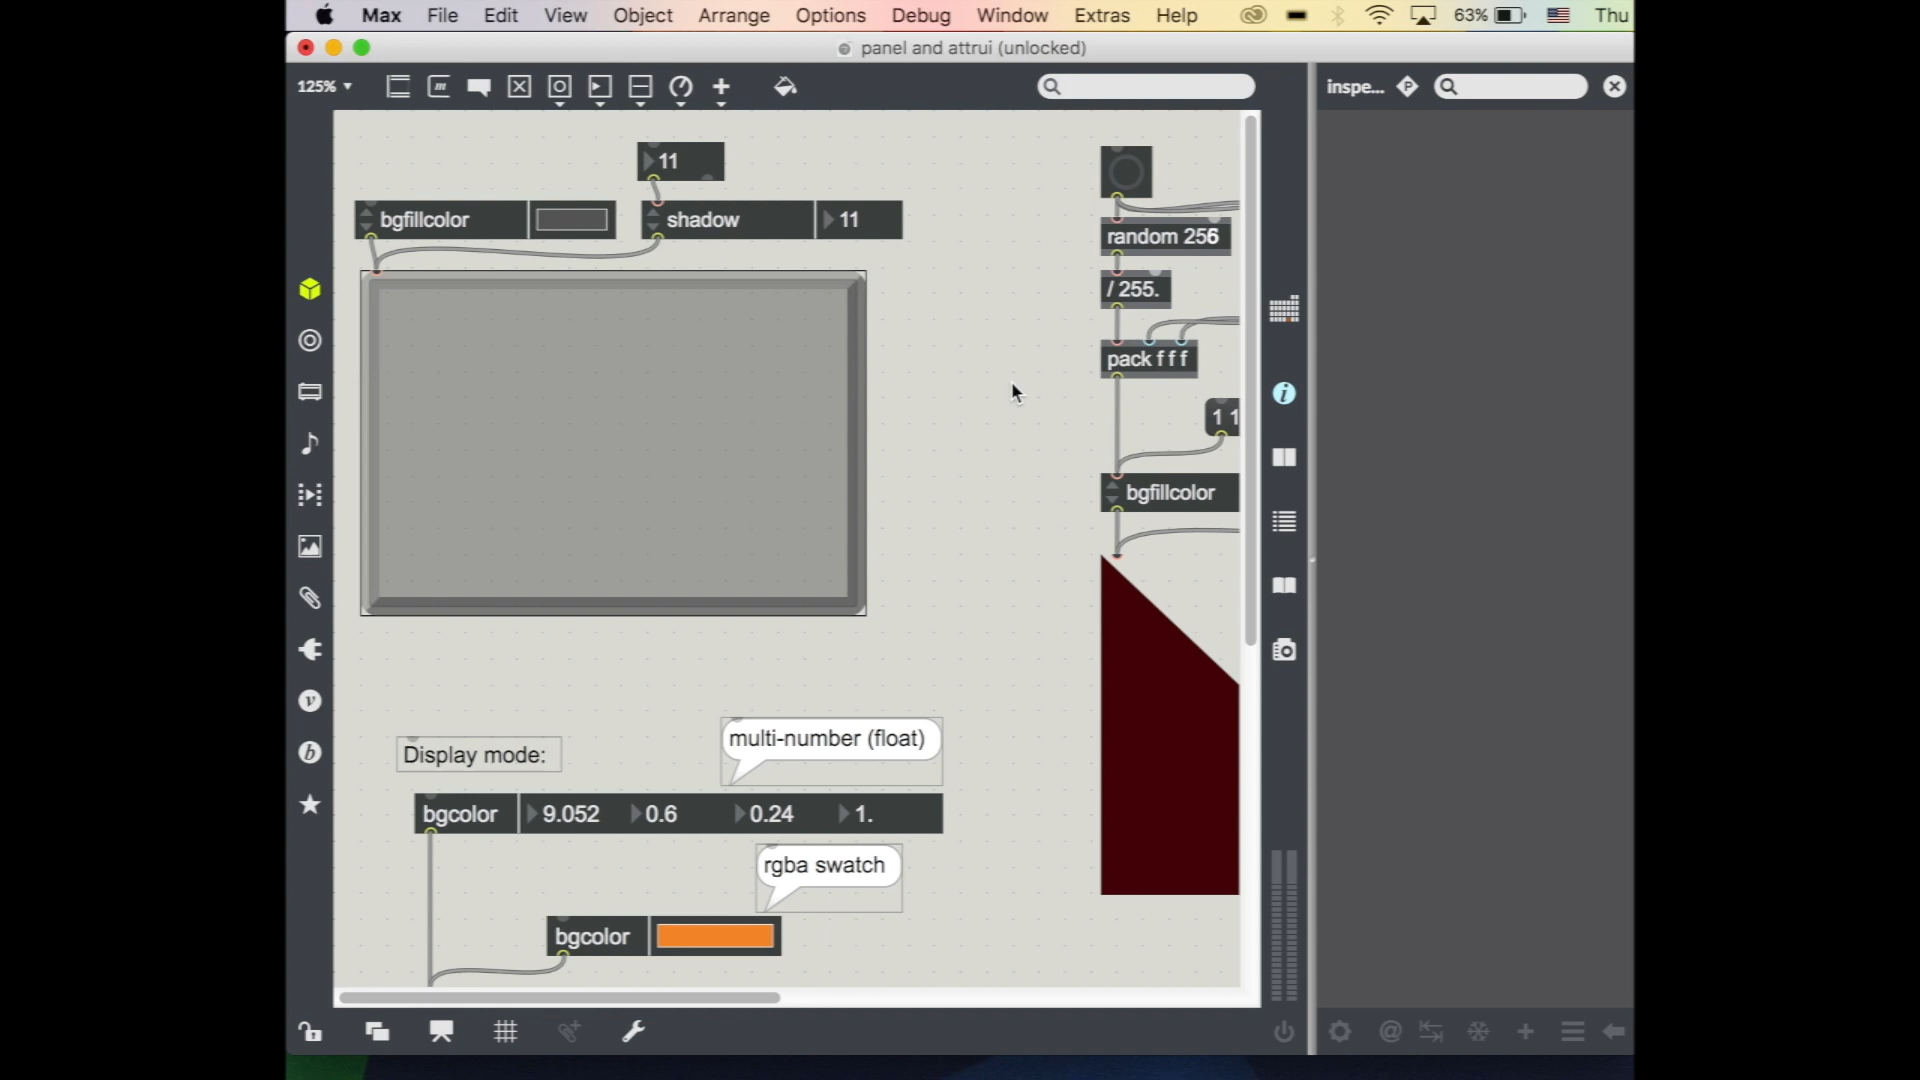 Max File Edit View Object Arrange Options Debug Window Extras Help 63% Thu
panel and attrui (unlocked)
125%
inspe...
11
bgfillcolor
shadow 11
random 256
/ 255.
pack f f f
1 1
bgfillcolor
multi-number (float)
Display mode:
bgcolor 9.052 0.6 0.24 1.
rgba swatch
bgcolor